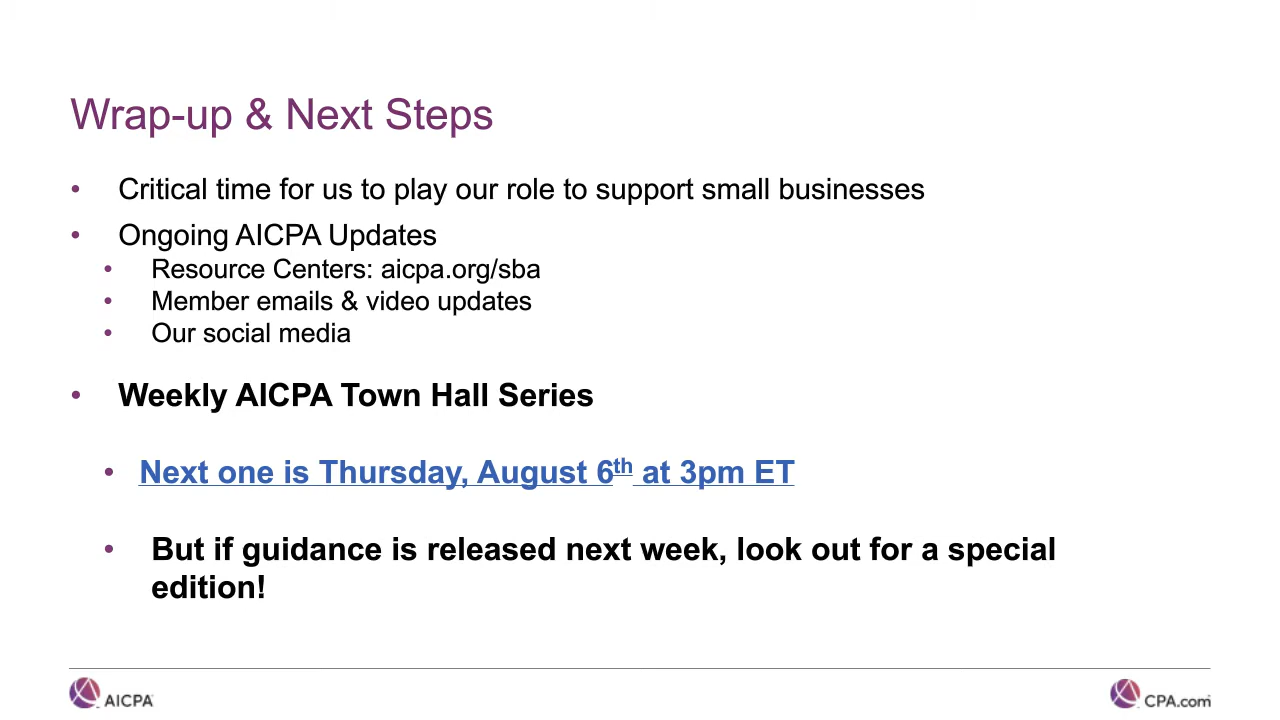 Wrap-up & Next Steps
• Critical time for us to play our role to support small businesses
• Ongoing AICPA Updates
• Resource Centers: aicpa.org/sba
• Member emails & video updates
• Our social media
• Weekly AICPA Town Hall Series
• Next one is Thursday, August 6th at 3pm ET
• But if guidance is released next week, look out for a special
edition!
AICPA
CPA.com